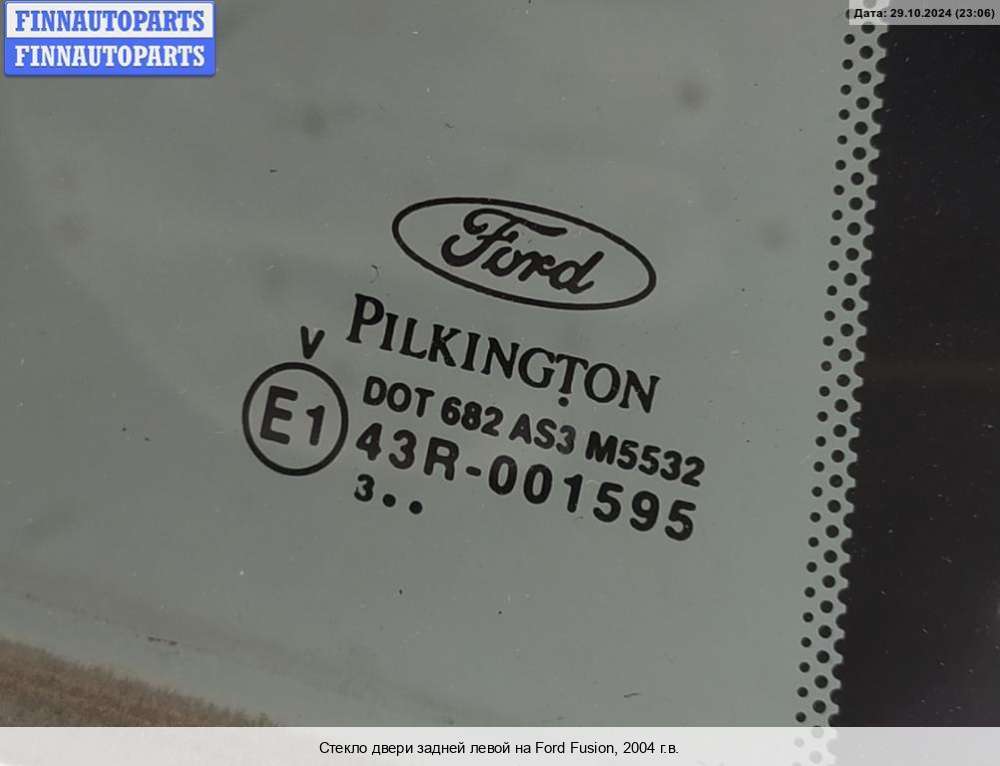 FINNAUTOPARTS
FINNAUTOPARTS
Дата: 29.10.2024 (23:06)
Ford
PILKINGTON
V
DOT 682 AS3 M5532
E1
43R-001595
3..
Стекло двери задней левой на Ford Fusion, 2004 г.в.